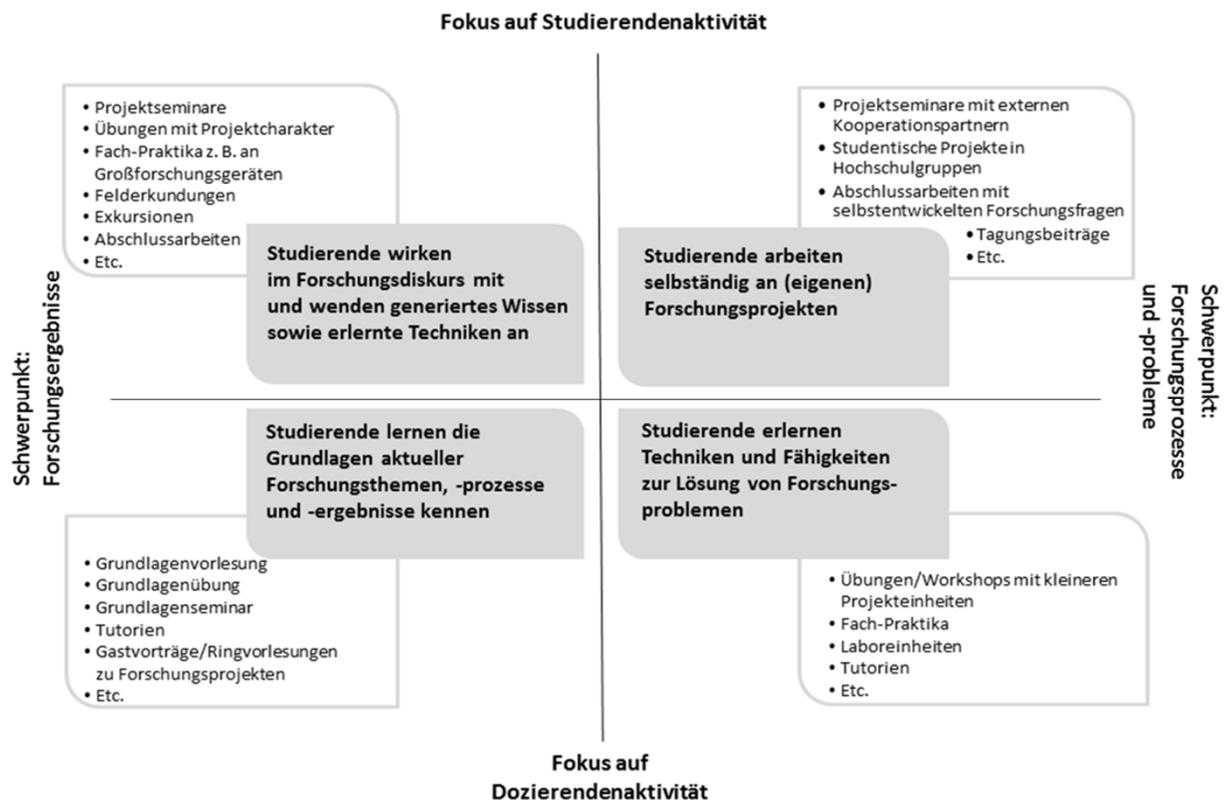 Fokus auf Studierendenaktivität
• Projektseminare
• Übungen mit Projektcharakter
• Fach-Praktika z. B. an
Großforschungsgeräten
• Felderkundungen
• Exkursionen
• Abschlussarbeiten
• Etc.
Studierende wirken
im Forschungsdiskurs mit
und wenden generiertes Wissen
sowie erlernte Techniken an
• Projektseminare mit externen
Kooperationspartnern
• Studentische Projekte in
Hochschulgruppen
• Abschlussarbeiten mit
selbstentwickelten Forschungsfragen
• Tagungsbeiträge
• Etc.
Studierende arbeiten
selbständig an (eigenen)
Forschungsprojekten
Schwerpunkt:
Forschungsergebnisse
Schwerpunkt:
Forschungsprozesse
und -probleme
Studierende lernen die
Grundlagen aktueller
Forschungsthemen, -prozesse
und -ergebnisse kennen
• Grundlagenvorlesung
• Grundlagenübung
• Grundlagenseminar
• Tutorien
• Gastvorträge/Ringvorlesungen
zu Forschungsprojekten
• Etc.
Studierende erlernen
Techniken und Fähigkeiten
zur Lösung von Forschungs-
problemen
• Übungen/Workshops mit kleineren
Projekteinheiten
• Fach-Praktika
• Laboreinheiten
• Tutorien
• Etc.
Fokus auf
Dozierendenaktivität